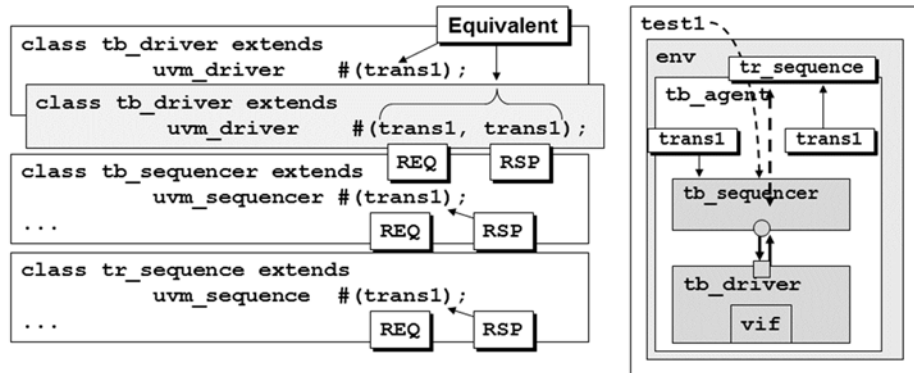 Equivalent
class tb_driver extends
uvm_driver #(trans1);
class tb_driver extends
uvm_driver #(trans1, trans1);
REQ RSP
class tb_sequencer extends
uvm_sequencer #(trans1);
... REQ RSP
class tr_sequence extends
uvm_sequence #(trans1);
... REQ RSP
test1
env
tr_sequence
tb_agent
trans1 trans1
tb_sequencer
tb_driver
vif